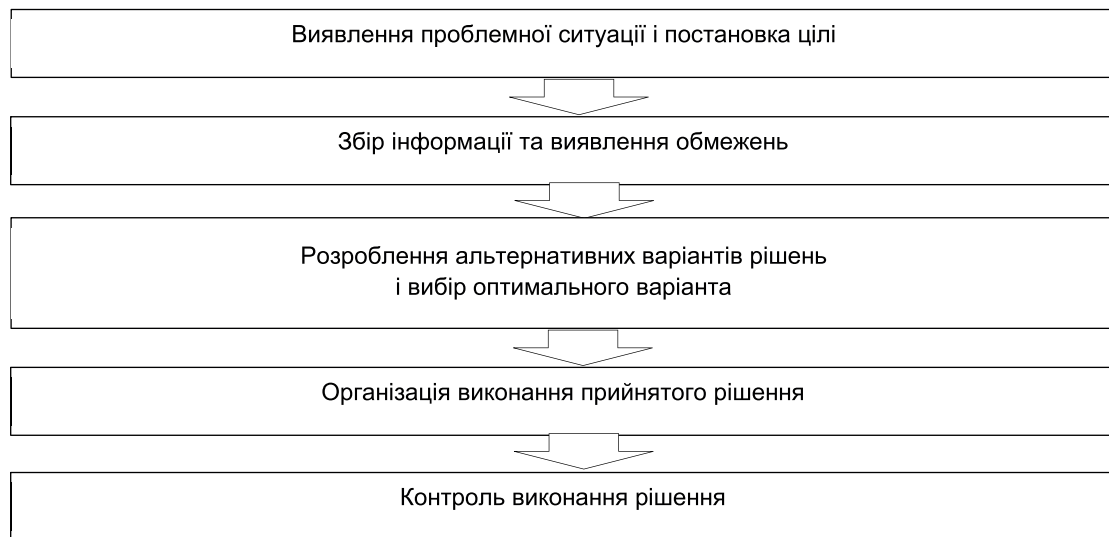 Виявлення проблемної ситуації і постановка цілі
Збір інформації та виявлення обмежень
Розроблення альтернативних варіантів рішень
і вибір оптимального варіанта
Організація виконання прийнятого рішення
Контроль виконання рішення